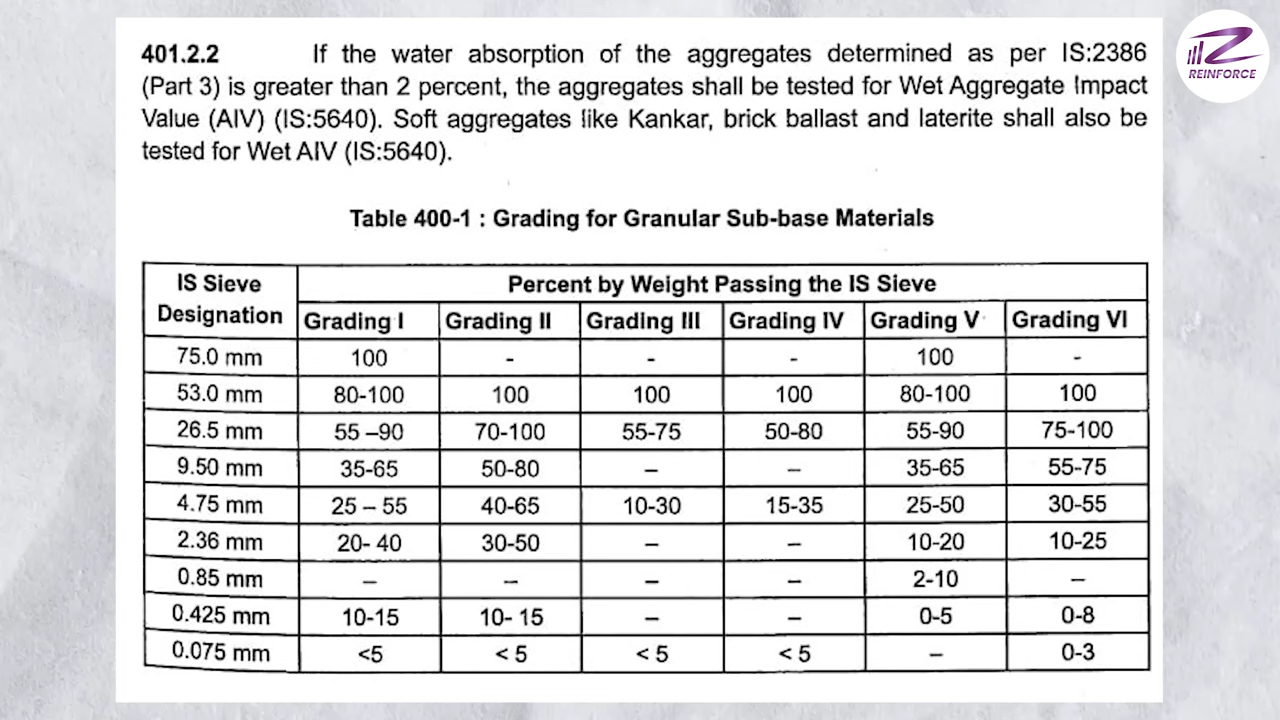 REINFORCE
401.2.2 If the water absorption of the aggregates determined as per IS:2386
(Part 3) is greater than 2 percent, the aggregates shall be tested for Wet Aggregate Impact
Value (AIV) (IS:5640). Soft aggregates like Kankar, brick ballast and laterite shall also be
tested for Wet AIV (IS:5640).
Table 400-1 : Grading for Granular Sub-base Materials
IS Sieve Designation Percent by Weight Passing the IS Sieve
Grading I Grading II Grading III Grading IV Grading V Grading VI
75.0 mm 100 - - - 100 -
53.0 mm 80-100 100 100 100 80-100 100
26.5 mm 55 –90 70-100 55-75 50-80 55-90 75-100
9.50 mm 35-65 50-80 – – 35-65 55-75
4.75 mm 25 – 55 40-65 10-30 15-35 25-50 30-55
2.36 mm 20- 40 30-50 – – 10-20 10-25
0.85 mm – – – – 2-10 –
0.425 mm 10-15 10- 15 – – 0-5 0-8
0.075 mm <5 < 5 < 5 < 5 – 0-3